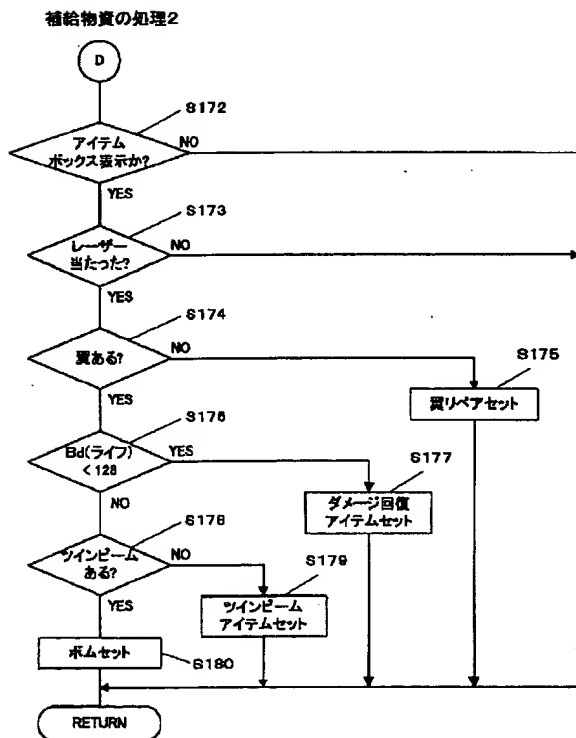 補給物資の処理2
D
S172
アイテム
ボックス表示か?
NO
YES
S173
レーザー
当たった?
NO
YES
S174
翼ある?
NO
S175
翼リペアセット
YES
S176
Bd(ライフ)
<128
YES
S177
ダメージ回復
アイテムセット
NO
S178
ツインビーム
ある?
NO
S179
ツインビーム
アイテムセット
YES
ボムセット
S180
RETURN